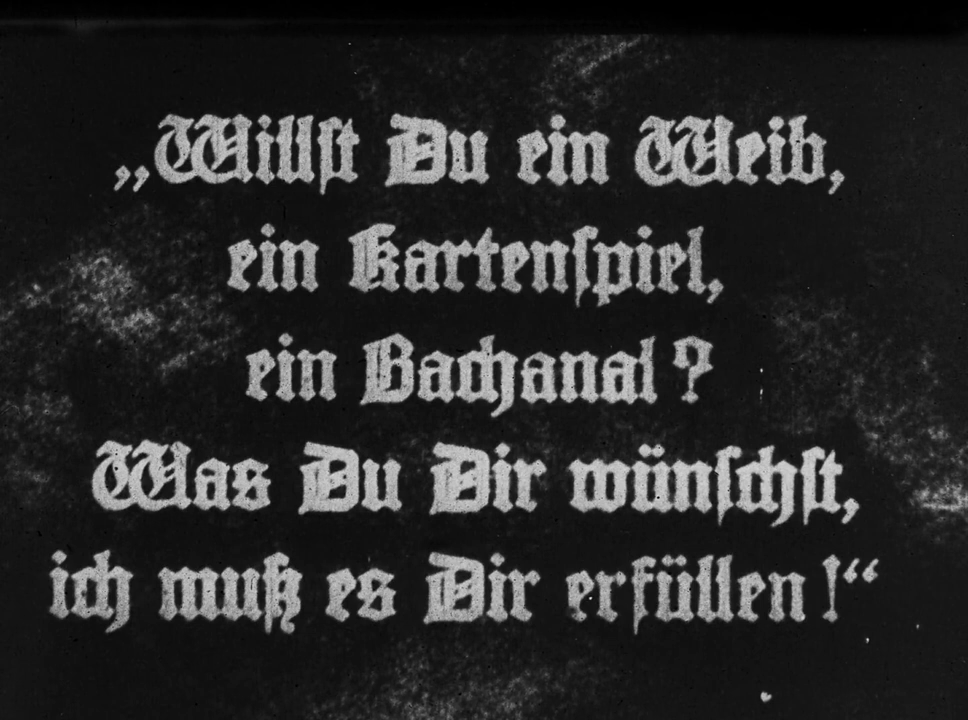 „Willst Du ein Weib,
ein Kartenspiel,
ein Bachanal?
Was Du Dir wünschst,
ich muß es Dir erfüllen!“